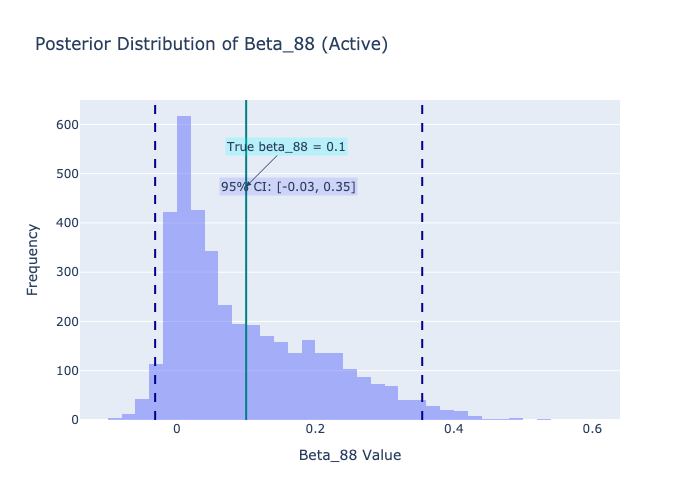 Posterior Distribution of Beta_88 (Active)
600
True beta_88 = 0.1
500
95% CI: [-0.03, 0.35]
400
300
200
100
0
Frequency
0
0.2
0.4
0.6
Beta_88 Value